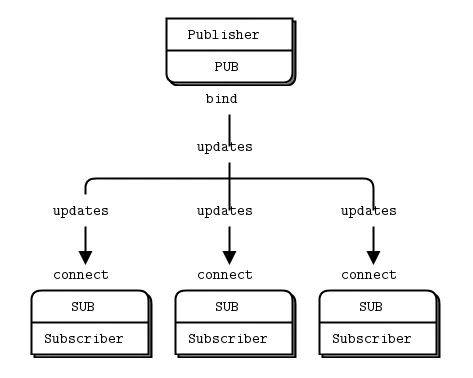 Publisher
PUB
bind
updates
updates updates updates
connect connect connect
SUB SUB SUB
Subscriber Subscriber Subscriber